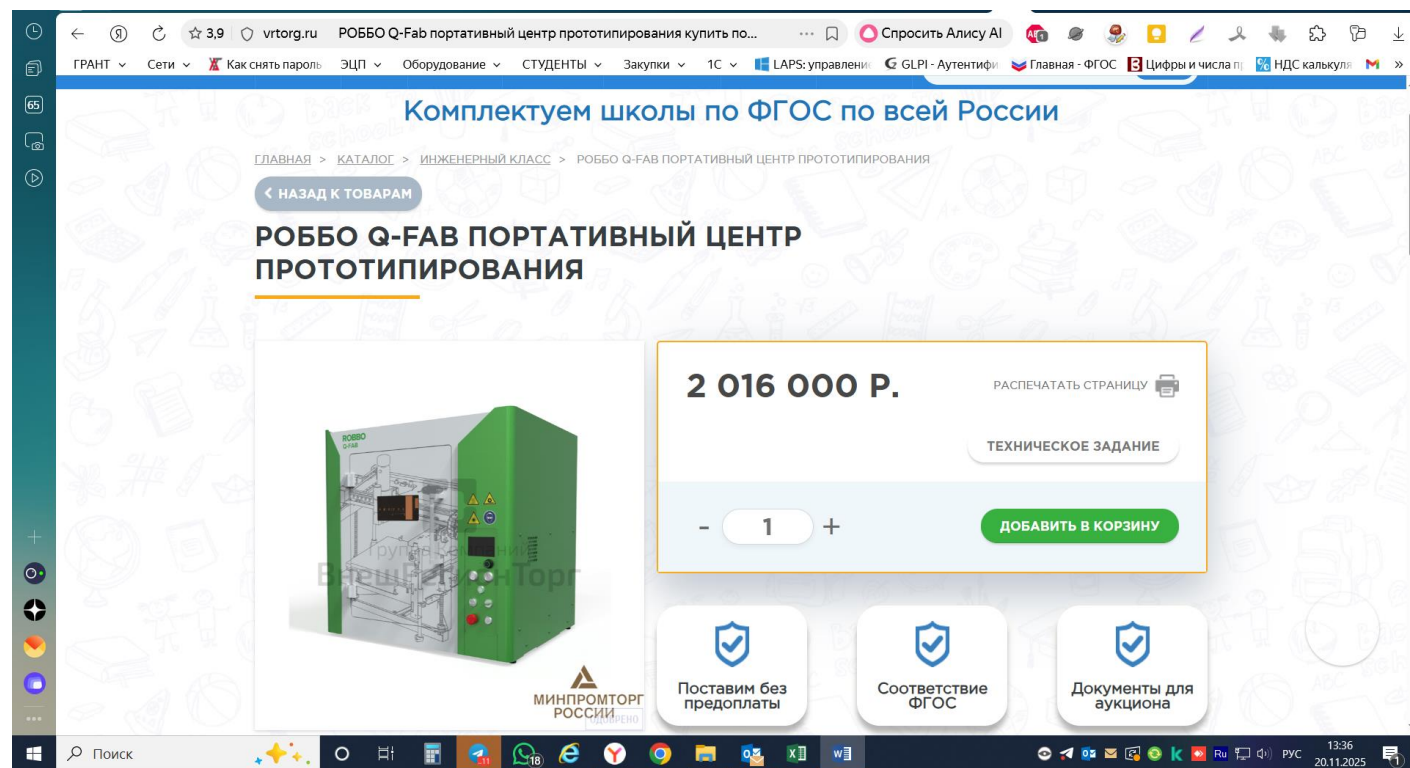 3,9 vrtorg.ru РОББО Q-Fab портативный центр прототипирования купить по... Спросить Алису AI
ГРАНТ Сети Как снять пароль ЭЦП Оборудование СТУДЕНТЫ Закупки 1С LAPS: управлени GLPI - Аутентифи Главная - ФГОС Цифры и числа п НДС калькуля »
65
Комплектуем школы по ФГОС по всей России
ГЛАВНАЯ > КАТАЛОГ > ИНЖЕНЕРНЫЙ КЛАСС > РОББО Q-FAB ПОРТАТИВНЫЙ ЦЕНТР ПРОТОТИПИРОВАНИЯ
НАЗАД К ТОВАРАМ
РОББО Q-FAB ПОРТАТИВНЫЙ ЦЕНТР
ПРОТОТИПИРОВАНИЯ
2 016 000 Р.
РАСПЕЧАТАТЬ СТРАНИЦУ
ТЕХНИЧЕСКОЕ ЗАДАНИЕ
- 1 +
ДОБАВИТЬ В КОРЗИНУ
ROBBO
Q-FAB
Группа Компаний
ВнешРегионТорг
МИНПРОМТОРГ
РОССИИ
ОДОБРЕНО
Поставим без
предоплаты
Соответствие
ФГОС
Документы для
аукциона
Поиск
РУС
13:36
20.11.2025